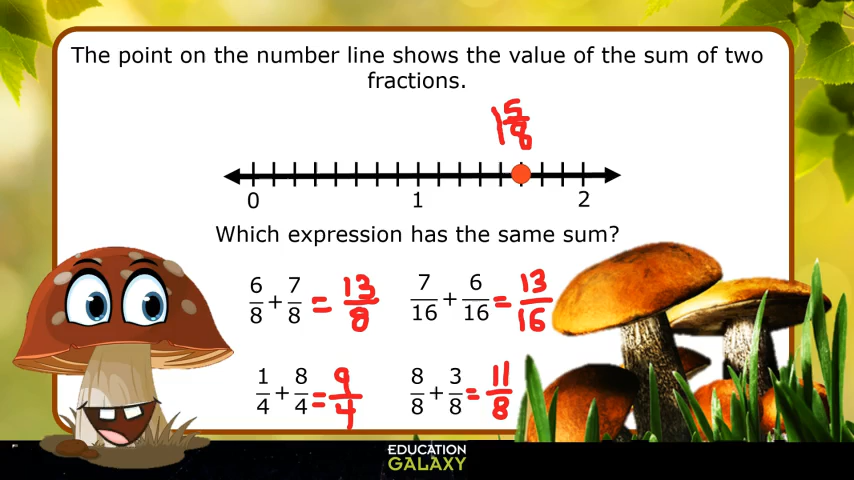 The point on the number line shows the value of the sum of two
fractions.
1 5/8
0 1 2
Which expression has the same sum?
6/8 + 7/8 = 13/8
7/16 + 6/16 = 13/16
1/4 + 8/4 = 9/4
8/8 + 3/8 = 11/8
EDUCATION
GALAXY